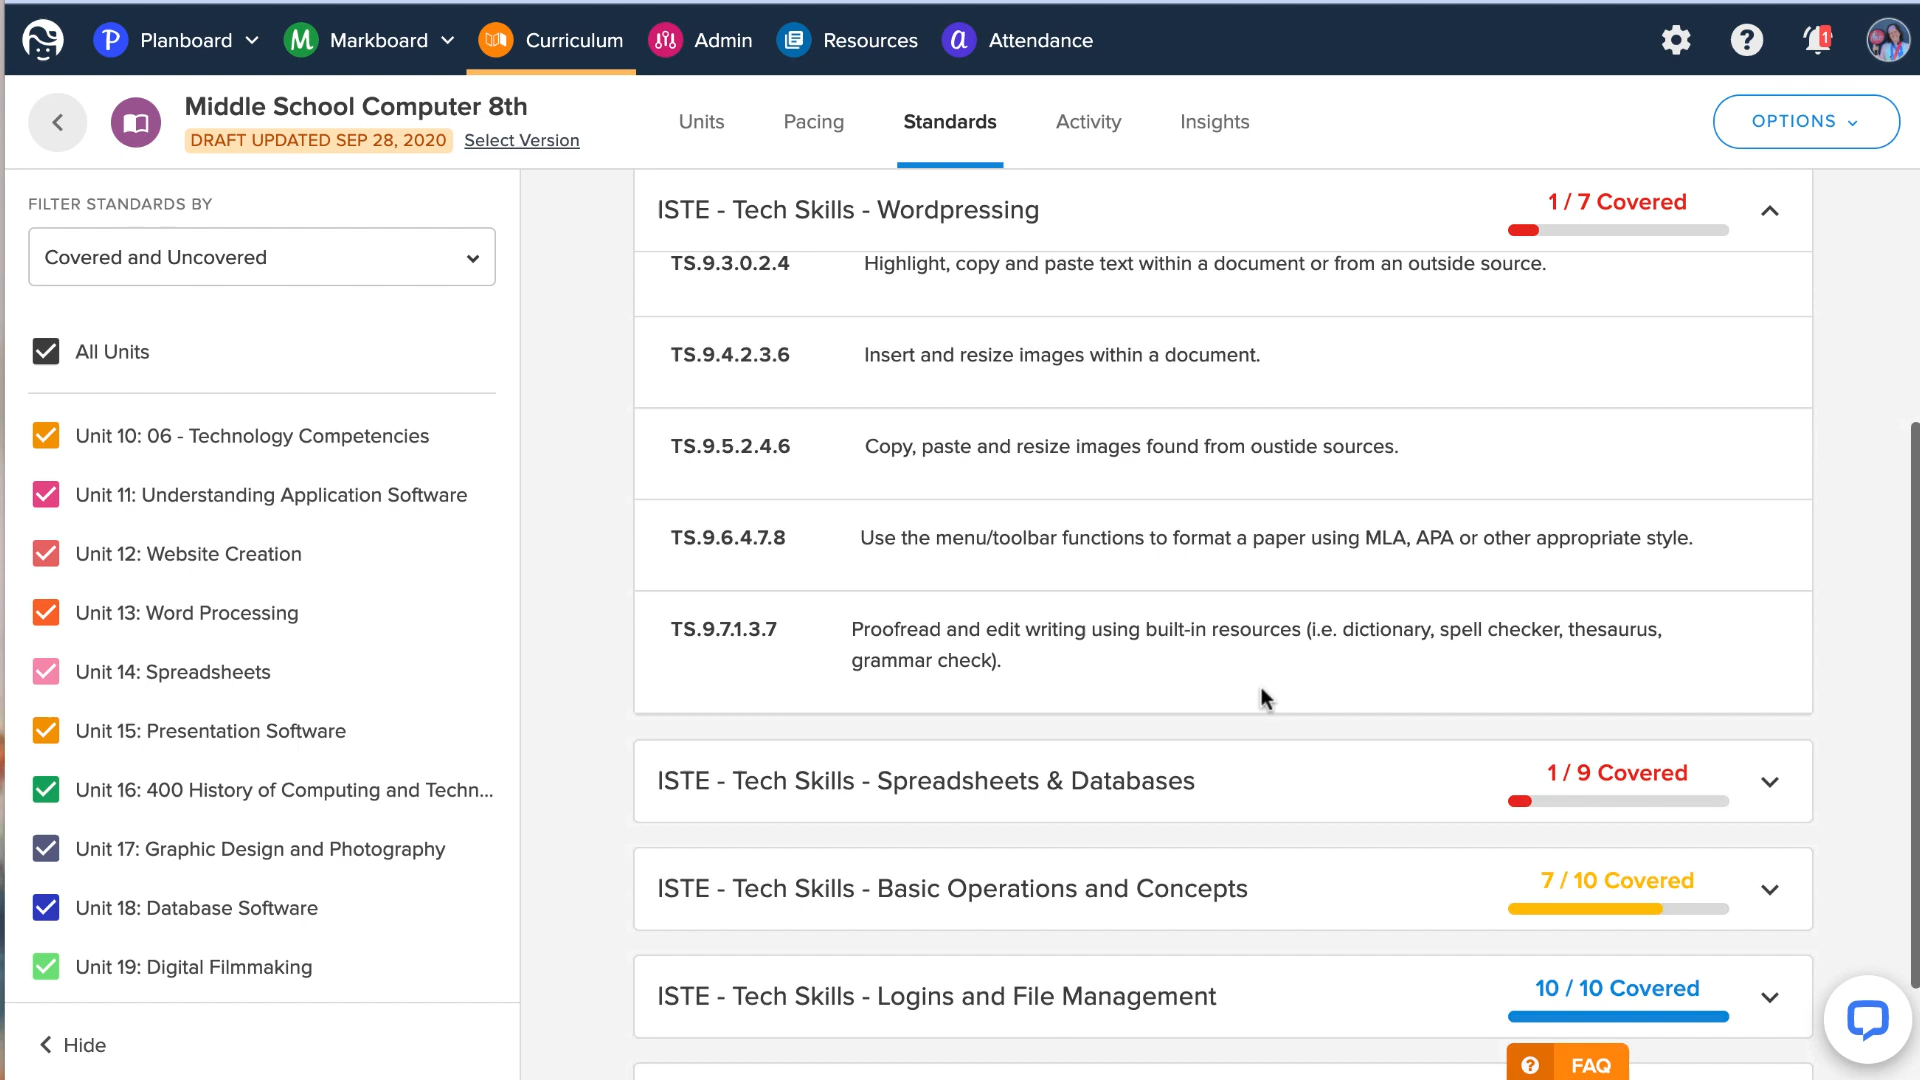 P Planboard M Markboard Curriculum Admin Resources a Attendance ? 1
Middle School Computer 8th
DRAFT UPDATED SEP 28, 2020 Select Version
Units Pacing Standards Activity Insights
OPTIONS
FILTER STANDARDS BY
Covered and Uncovered
All Units
Unit 10: 06 - Technology Competencies
Unit 11: Understanding Application Software
Unit 12: Website Creation
Unit 13: Word Processing
Unit 14: Spreadsheets
Unit 15: Presentation Software
Unit 16: 400 History of Computing and Techn...
Unit 17: Graphic Design and Photography
Unit 18: Database Software
Unit 19: Digital Filmmaking
Hide
ISTE - Tech Skills - Wordpressing 1 / 7 Covered
TS.9.3.0.2.4 Highlight, copy and paste text within a document or from an outside source.
TS.9.4.2.3.6 Insert and resize images within a document.
TS.9.5.2.4.6 Copy, paste and resize images found from oustide sources.
TS.9.6.4.7.8 Use the menu/toolbar functions to format a paper using MLA, APA or other appropriate style.
TS.9.7.1.3.7 Proofread and edit writing using built-in resources (i.e. dictionary, spell checker, thesaurus,
grammar check).
ISTE - Tech Skills - Spreadsheets & Databases 1 / 9 Covered
ISTE - Tech Skills - Basic Operations and Concepts 7 / 10 Covered
ISTE - Tech Skills - Logins and File Management 10 / 10 Covered
? FAQ